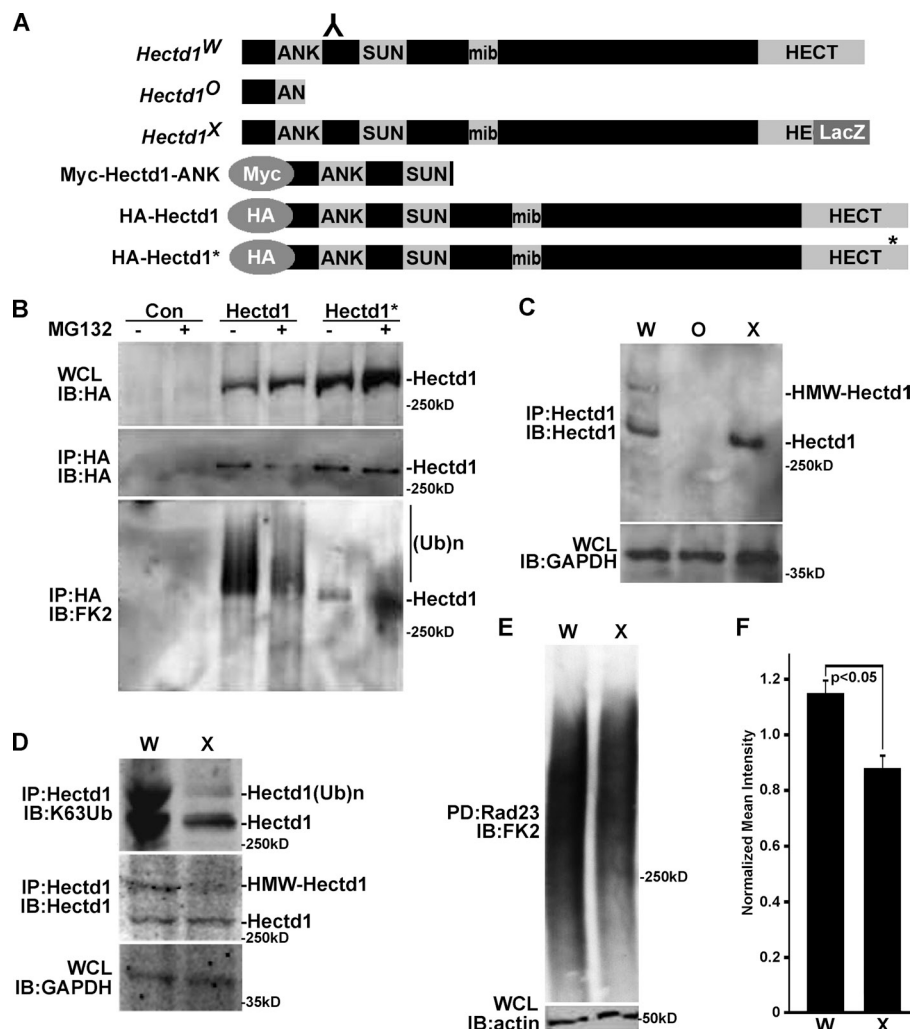 A
Hectd1W ANK SUN mib HECT
Hectd1O AN
Hectd1X ANK SUN mib HE LacZ
Myc-Hectd1-ANK Myc ANK SUN
HA-Hectd1 HA ANK SUN mib HECT
HA-Hectd1* HA ANK SUN mib HECT *
B
Con Hectd1 Hectd1*
MG132 - + - + - +
WCL
IB:HA
-Hectd1
-250kD
IP:HA
IB:HA
-Hectd1
-250kD
IP:HA
IB:FK2
(Ub)n
-Hectd1
-250kD
C
W O X
IP:Hectd1
IB:Hectd1
-HMW-Hectd1
-Hectd1
-250kD
WCL
IB:GAPDH
-35kD
D
W X
IP:Hectd1
IB:K63Ub
-Hectd1(Ub)n
-Hectd1
-250kD
IP:Hectd1
IB:Hectd1
-HMW-Hectd1
-Hectd1
-250kD
WCL
IB:GAPDH
-35kD
E
W X
PD:Rad23
IB:FK2
-250kD
WCL
IB:actin
-50kD
F
Normalized Mean Intensity
1.2
1
0.8
0.6
0.4
0.2
0
p<0.05
W X